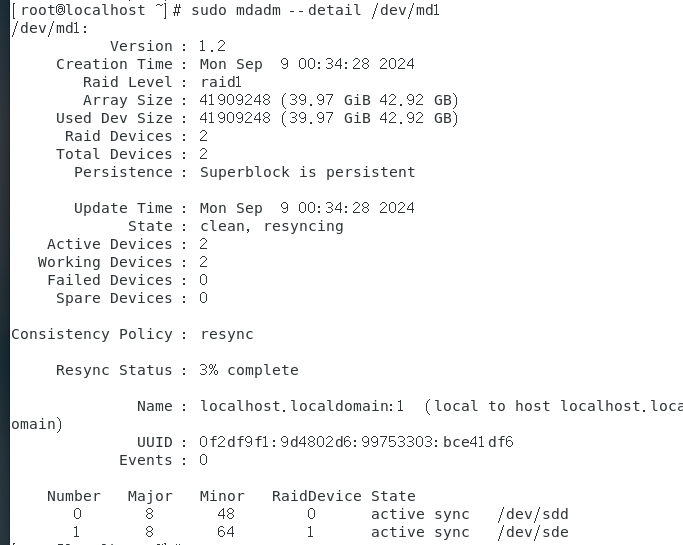 [root@localhost ~]# sudo mdadm --detail /dev/md1
/dev/md1:
Version : 1.2
Creation Time : Mon Sep  9 00:34:28 2024
Raid Level : raid1
Array Size : 41909248 (39.97 GiB 42.92 GB)
Used Dev Size : 41909248 (39.97 GiB 42.92 GB)
Raid Devices : 2
Total Devices : 2
Persistence : Superblock is persistent
Update Time : Mon Sep  9 00:34:28 2024
State : clean, resyncing
Active Devices : 2
Working Devices : 2
Failed Devices : 0
Spare Devices : 0
Consistency Policy : resync
Resync Status : 3% complete
Name : localhost.localdomain:1  (local to host localhost.loca
omain)
UUID : 0f2df9f1:9d4802d6:99753303:bce41df6
Events : 0
Number   Major   Minor   RaidDevice State
0       8       48        0      active sync   /dev/sdd
1       8       64        1      active sync   /dev/sde